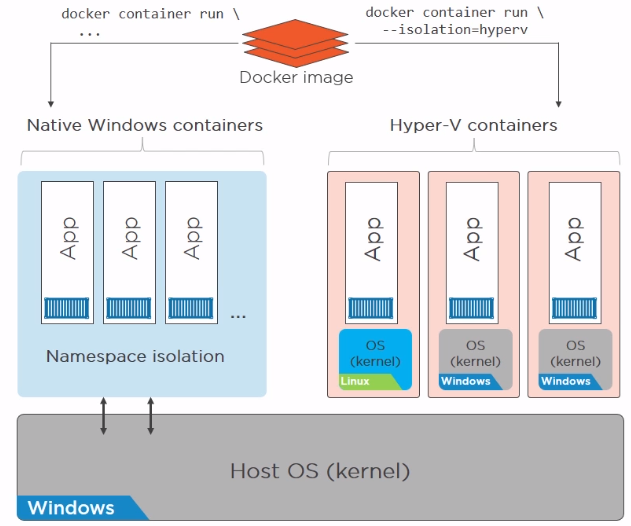 docker container run \
...
docker container run \
--isolation=hyperv
Docker image
Native Windows containers
Hyper-V containers
App
App
App
...
Namespace isolation
App
App
App
OS
(kernel)
Linux
OS
(kernel)
Windows
OS
(kernel)
Windows
Host OS (kernel)
Windows